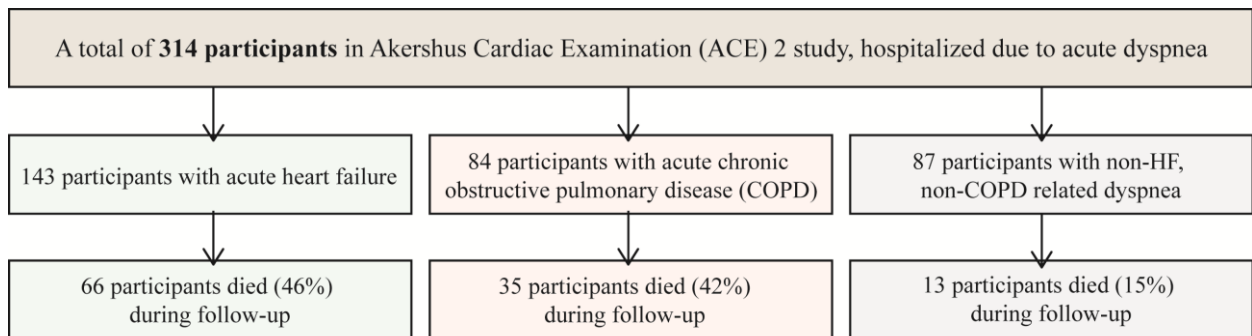 A total of 314 participants in Akershus Cardiac Examination (ACE) 2 study, hospitalized due to acute dyspnea
143 participants with acute heart failure
84 participants with acute chronic
obstructive pulmonary disease (COPD)
87 participants with non-HF,
non-COPD related dyspnea
66 participants died (46%)
during follow-up
35 participants died (42%)
during follow-up
13 participants died (15%)
during follow-up